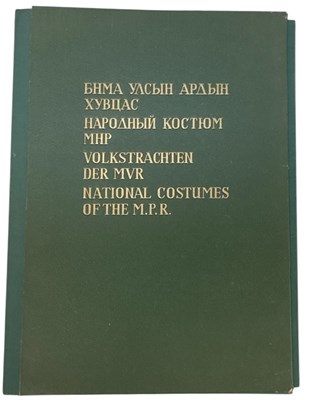 БНМА УЛСЫН АРДЫН
ХУВЦАС
НАРОДНЫЙ КОСТЮМ
МНР
VOLKSTRACHTEN
DER MVR
NATIONAL COSTUMES
OF THE M.P.R.